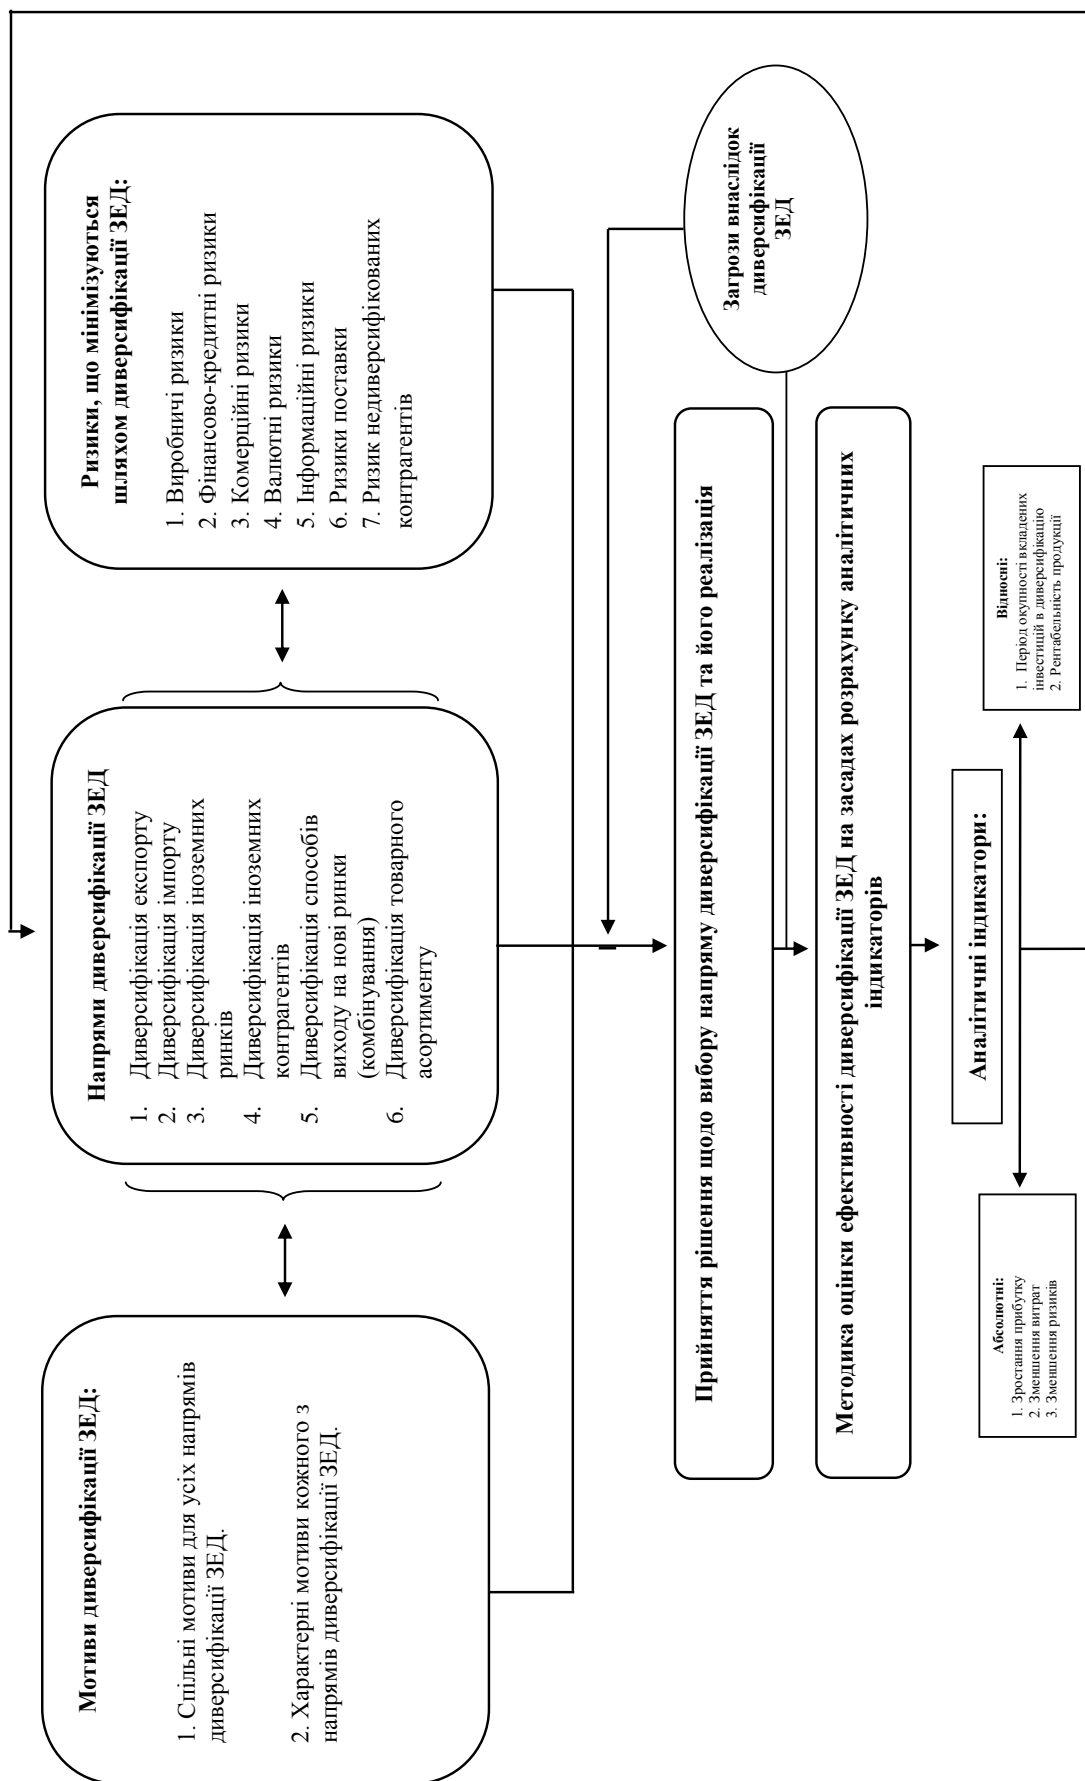 Мотиви диверсифікації ЗЕД:
1. Спільні мотиви для усіх напрямів
диверсифікації ЗЕД.
2. Характерні мотиви кожного з
напрямів диверсифікації ЗЕД.
Напрями диверсифікації ЗЕД
1. Диверсифікація експорту
2. Диверсифікація імпорту
3. Диверсифікація іноземних
ринків
4. Диверсифікація іноземних
контрагентів
5. Диверсифікація способів
виходу на нові ринки
(комбінування)
6. Диверсифікація товарного
асортименту
Ризики, що мінімізуються
шляхом диверсифікації ЗЕД:
1. Виробничі ризики
2. Фінансово-кредитні ризики
3. Комерційні ризики
4. Валютні ризики
5. Інформаційні ризики
6. Ризики поставки
7. Ризик недиверсифікованих
контрагентів
Загрози внаслідок
диверсифікації
ЗЕД
Прийняття рішення щодо вибору напряму диверсифікації ЗЕД та його реалізація
Методика оцінки ефективності диверсифікації ЗЕД на засадах розрахунку аналітичних
індикаторів
Аналітичні індикатори:
Абсолютні:
1. Зростання прибутку
2. Зменшення витрат
3. Зменшення ризиків
Відносні:
1. Період окупності вкладених
інвестицій в диверсифікацію
2. Рентабельність продукції